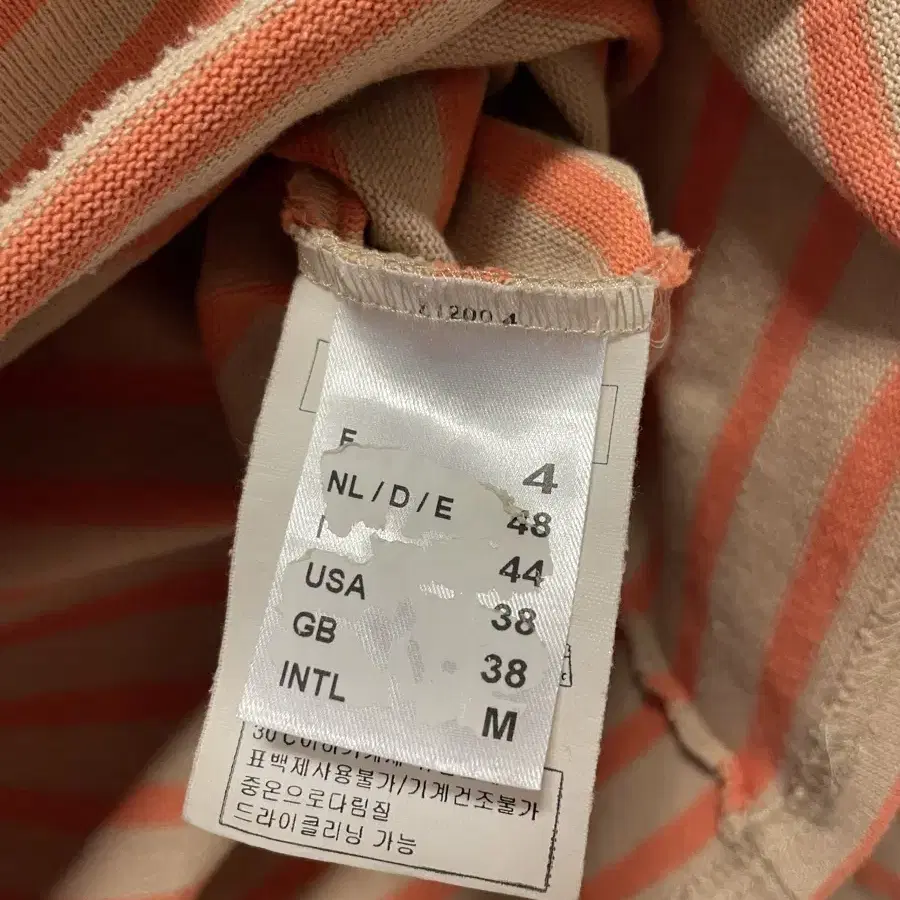 F 4
NL / D / E 48
I 44
USA 38
GB 38
INTL M
표백제사용불가/기계건조불가
중온으로다림질
드라이클리닝 가능